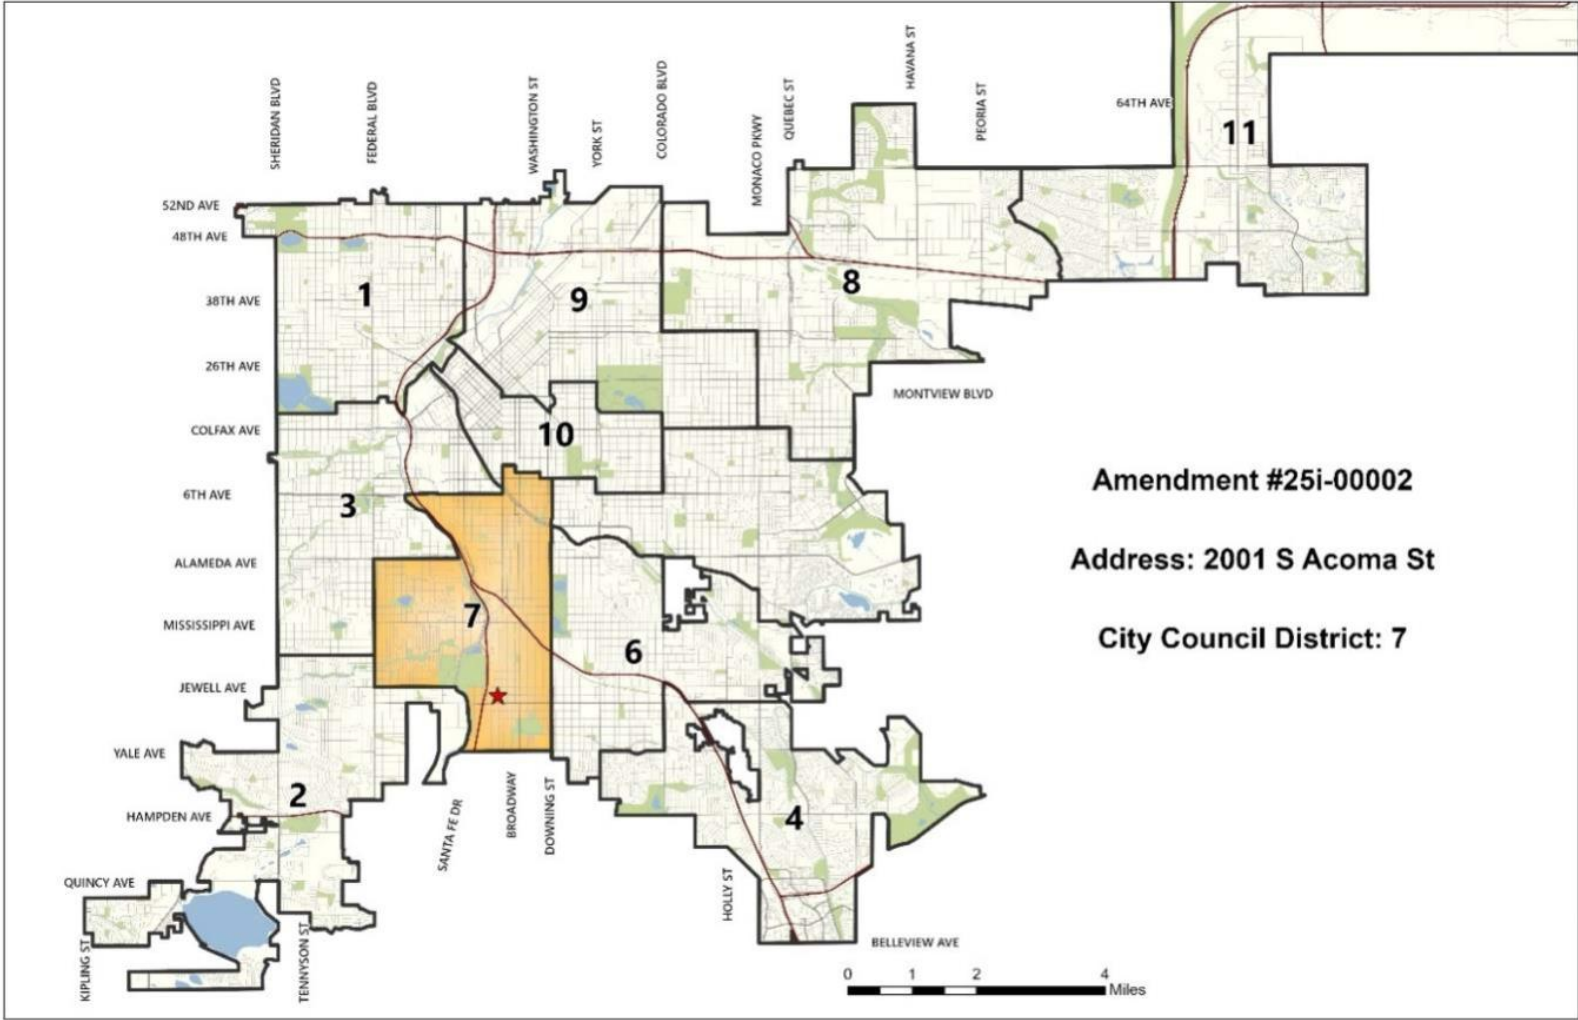 SHERIDAN BLVD
FEDERAL BLVD
WASHINGTON ST
YORK ST
COLORADO BLVD
MONACO PKWY
QUEBEC ST
HAVANA ST
PEORIA ST
64TH AVE
11
52ND AVE
48TH AVE
1
9
8
38TH AVE
26TH AVE
MONTVIEW BLVD
COLFAX AVE
10
6TH AVE
3
Amendment #25i-00002
ALAMEDA AVE
Address: 2001 S Acoma St
MISSISSIPPI AVE
7
6
City Council District: 7
JEWELL AVE
YALE AVE
2
HAMPDEN AVE
4
SANTA FE DR
BROADWAY
DOWNING ST
QUINCY AVE
HOLLY ST
KIPLING ST
TENNYSON ST
BELLEVIEW AVE
0 1 2 4
Miles